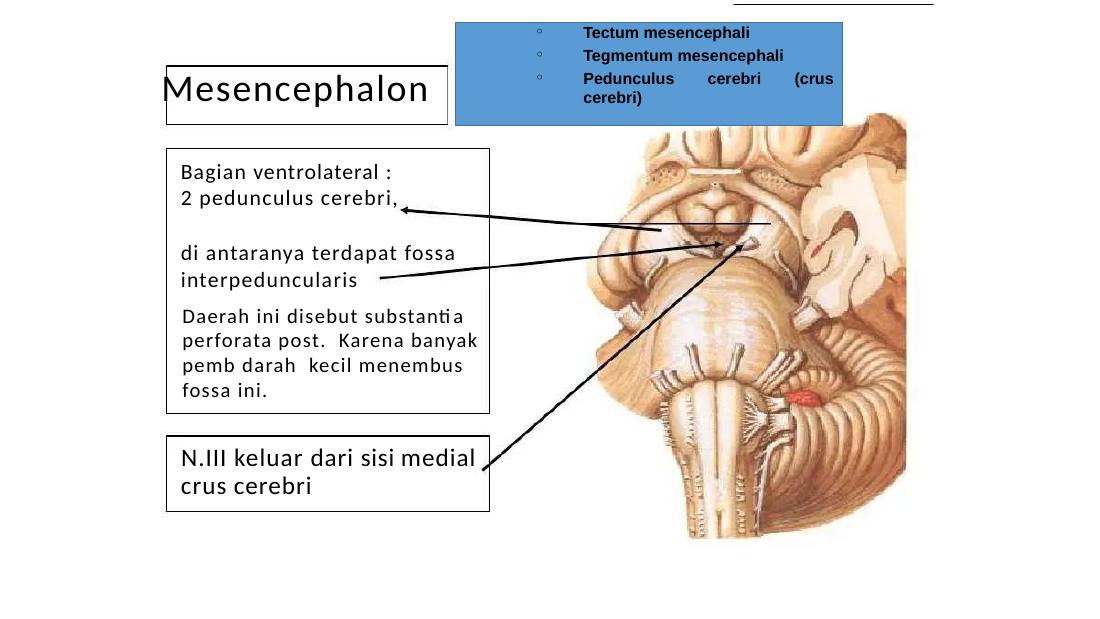 Mesencephalon
◦ Tectum mesencephali
◦ Tegmentum mesencephali
◦ Pedunculus cerebri (crus
cerebri)
Bagian ventrolateral :
2 pedunculus cerebri,
di antaranya terdapat fossa
interpeduncularis
Daerah ini disebut substantia
perforata post. Karena banyak
pemb darah kecil menembus
fossa ini.
N.III keluar dari sisi medial
crus cerebri